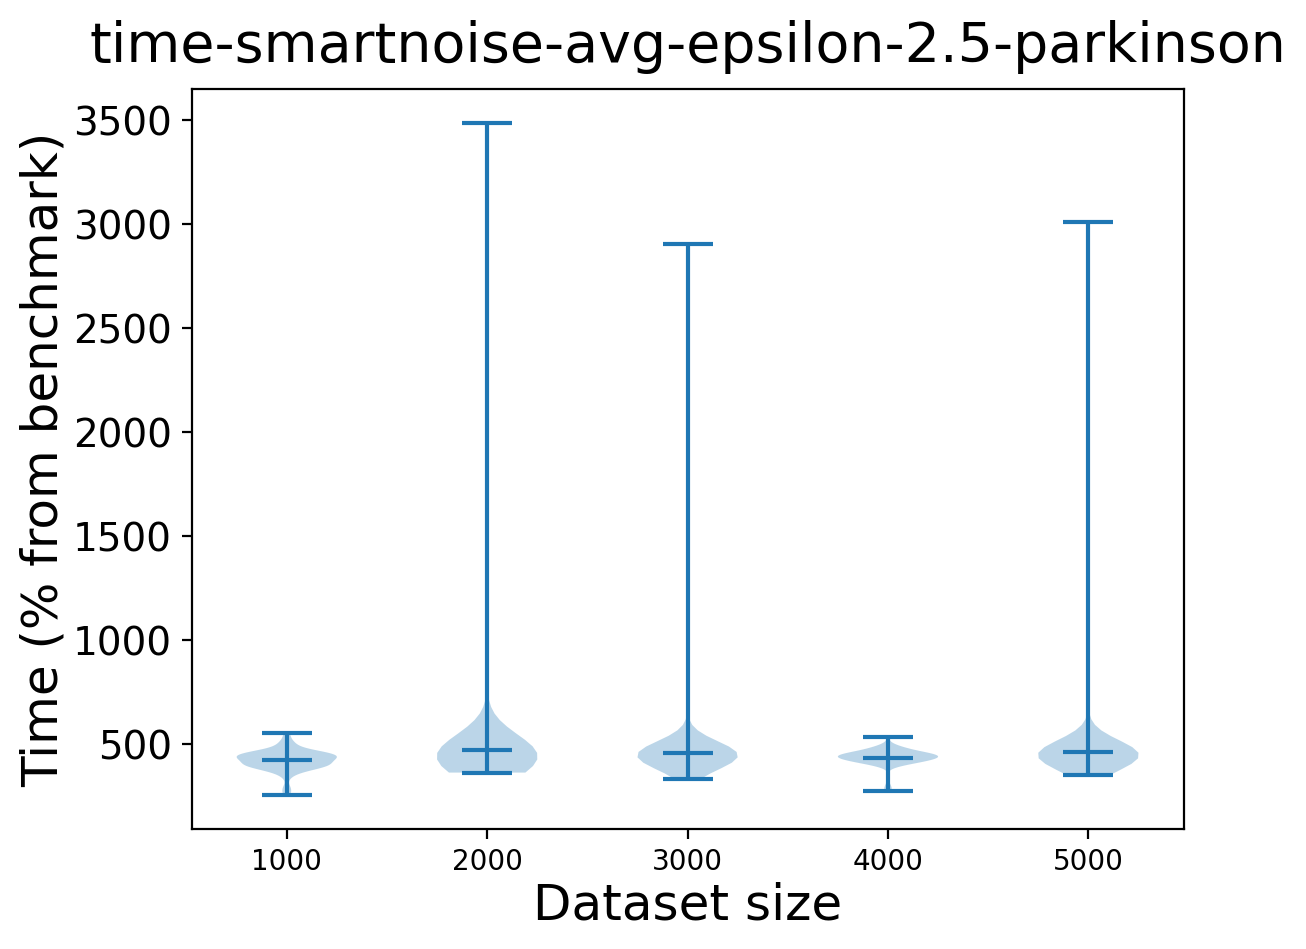 time-smartnoise-avg-epsilon-2.5-parkinson
Time (% from benchmark)
3500
3000
2500
2000
1500
1000
500
1000 2000 3000 4000 5000
Dataset size